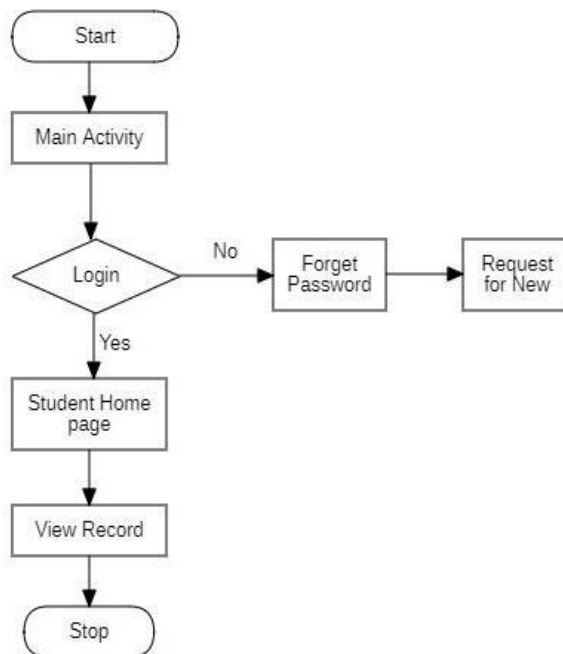 Start
Main Activity
Login
No
Forget
Password
Request
for New
Yes
Student Home
page
View Record
Stop